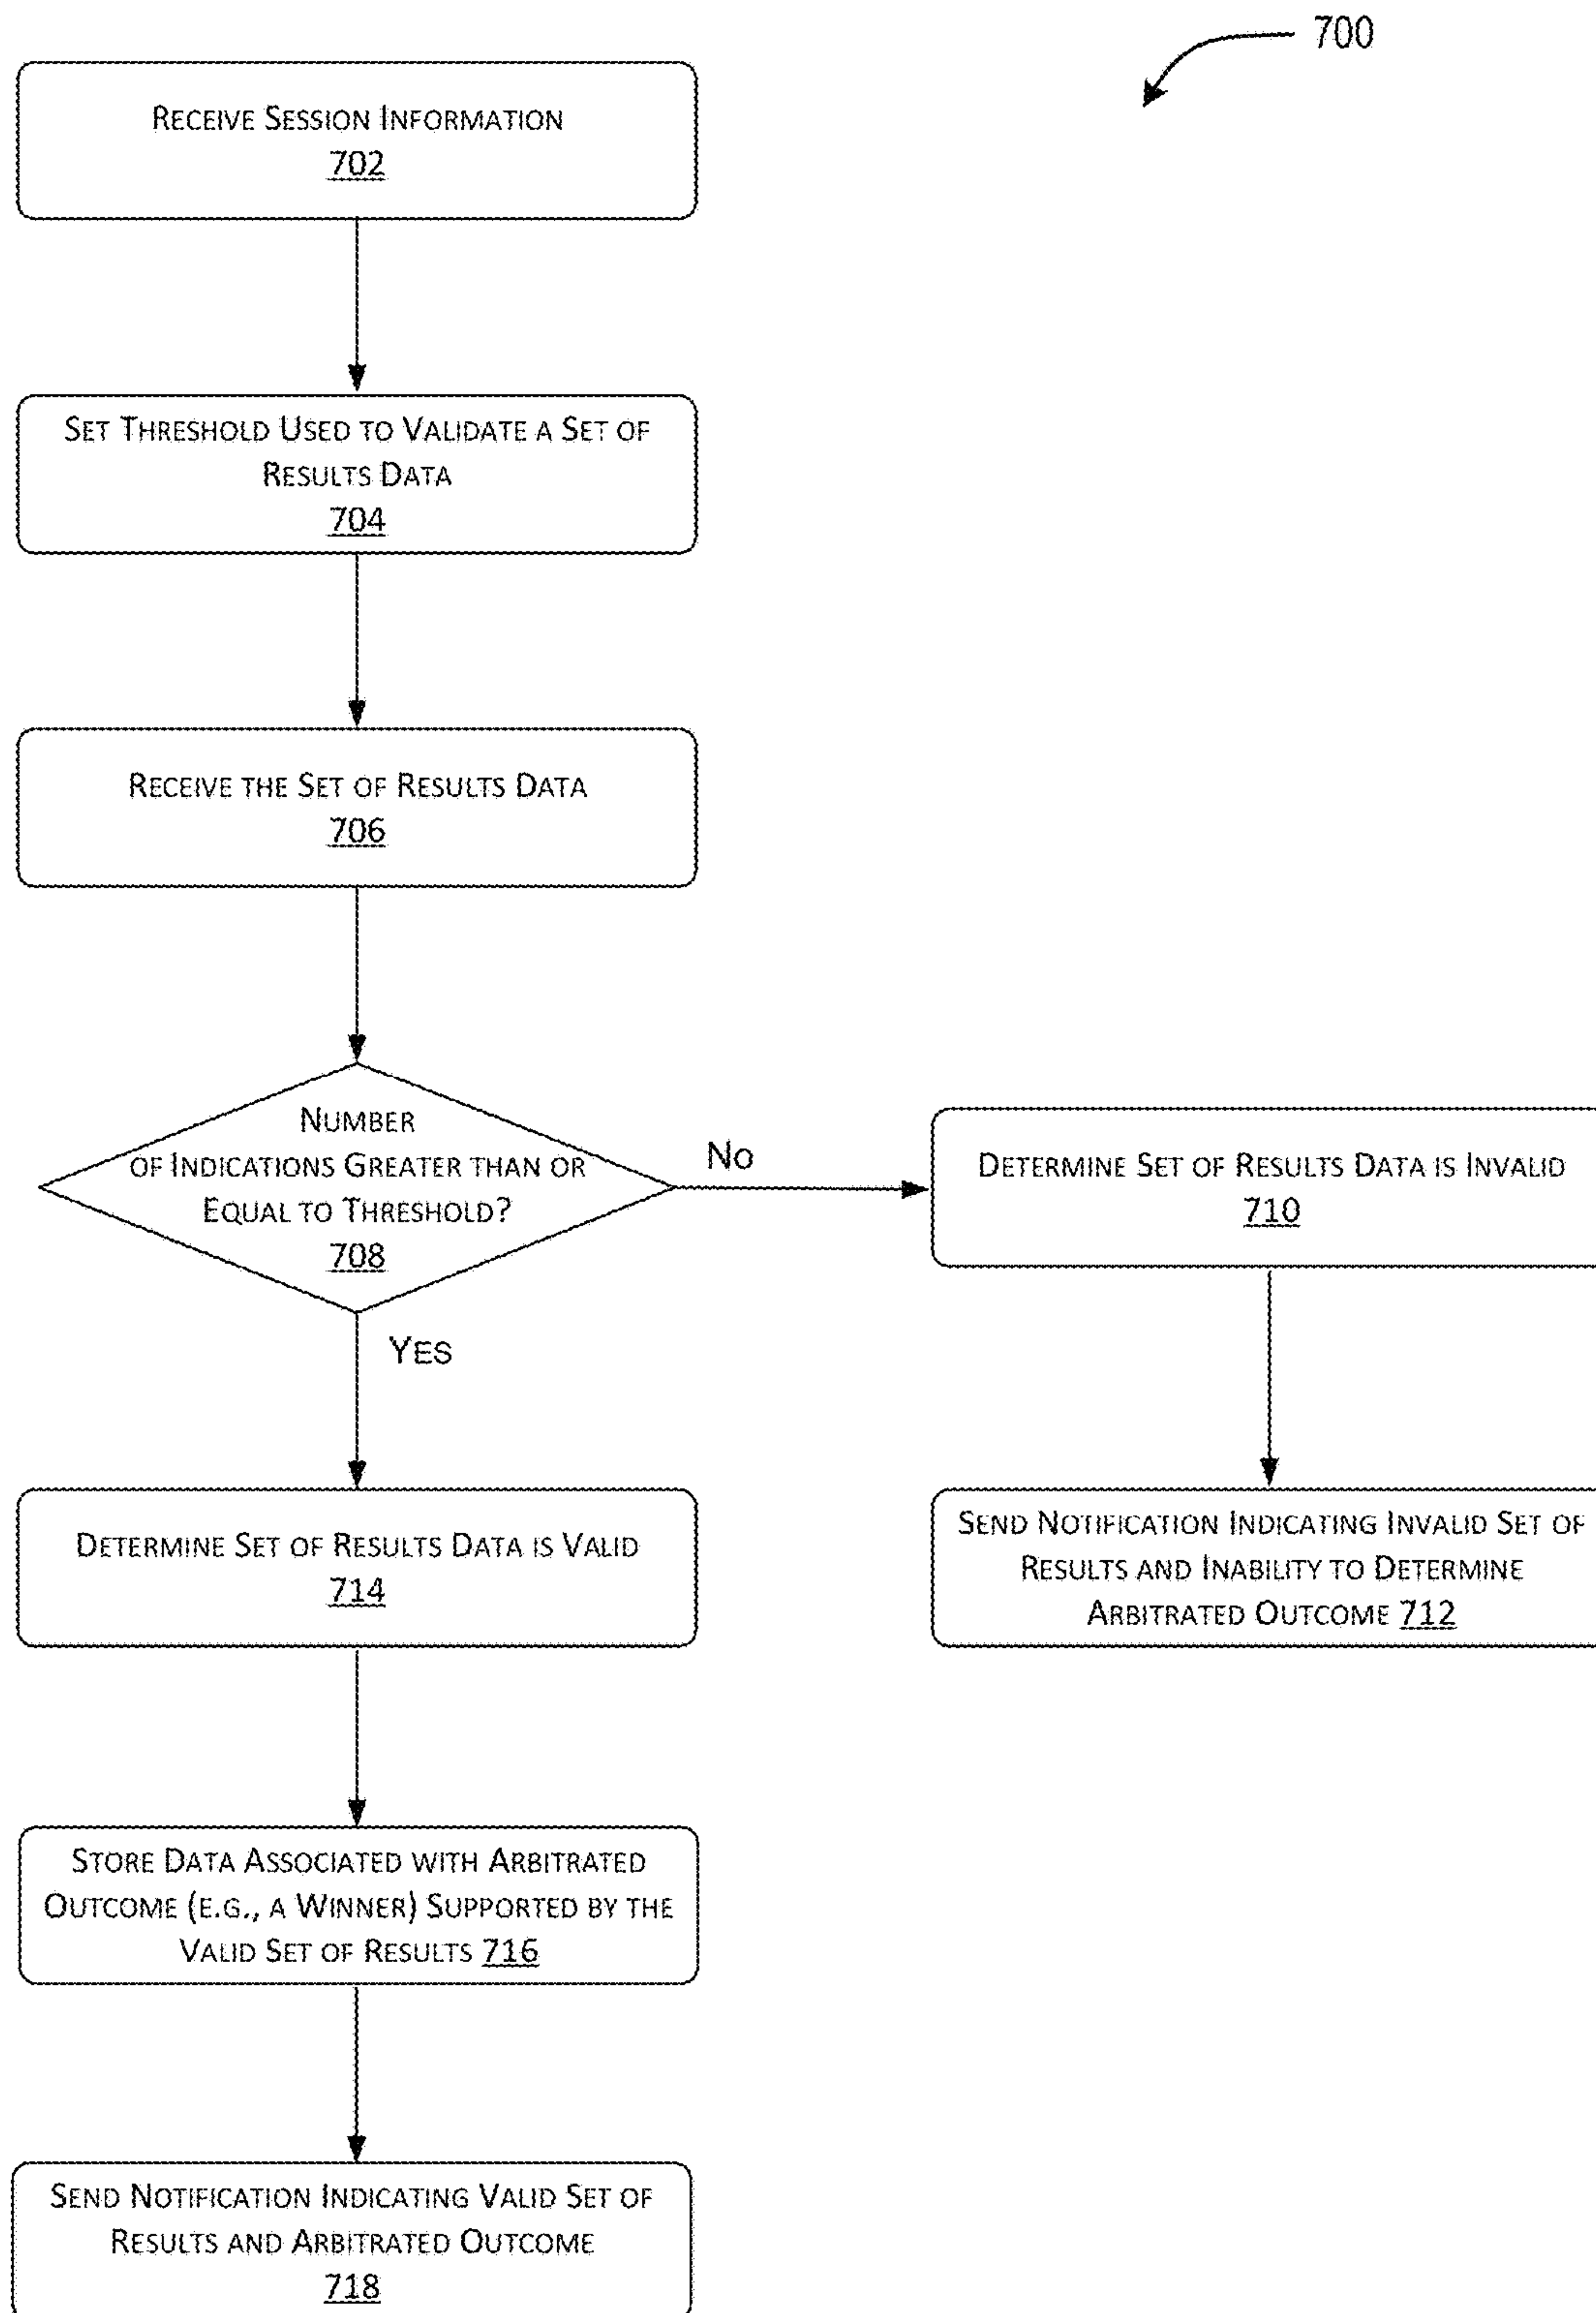 700
RECEIVE SESSION INFORMATION
702
SET THRESHOLD USED TO VALIDATE A SET OF
RESULTS DATA
704
RECEIVE THE SET OF RESULTS DATA
706
NUMBER
OF INDICATIONS GREATER THAN OR
EQUAL TO THRESHOLD?
708
NO
DETERMINE SET OF RESULTS DATA IS INVALID
710
YES
SEND NOTIFICATION INDICATING INVALID SET OF
RESULTS AND INABILITY TO DETERMINE
ARBITRATED OUTCOME 712
DETERMINE SET OF RESULTS DATA IS VALID
714
STORE DATA ASSOCIATED WITH ARBITRATED
OUTCOME (E.G., A WINNER) SUPPORTED BY THE
VALID SET OF RESULTS 716
SEND NOTIFICATION INDICATING VALID SET OF
RESULTS AND ARBITRATED OUTCOME
718